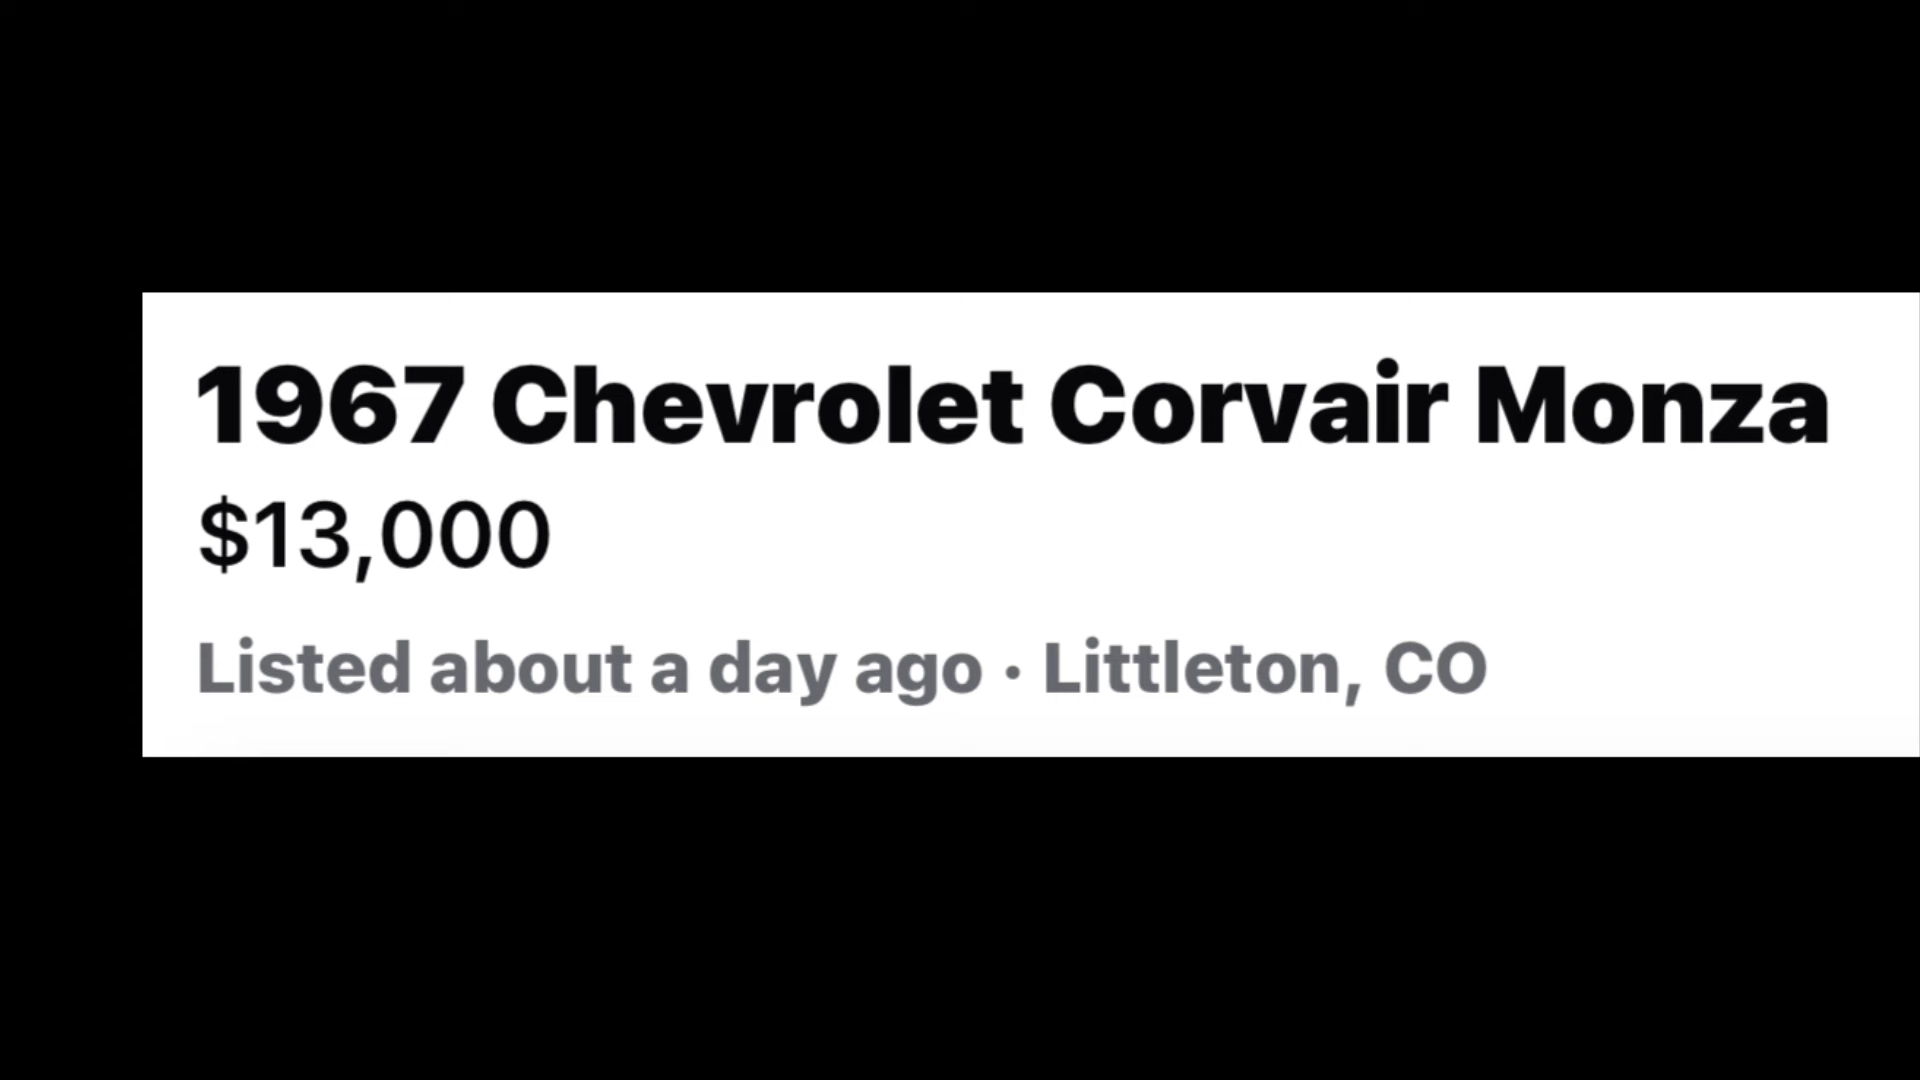 1967 Chevrolet Corvair Monza
$13,000
Listed about a day ago · Littleton, CO